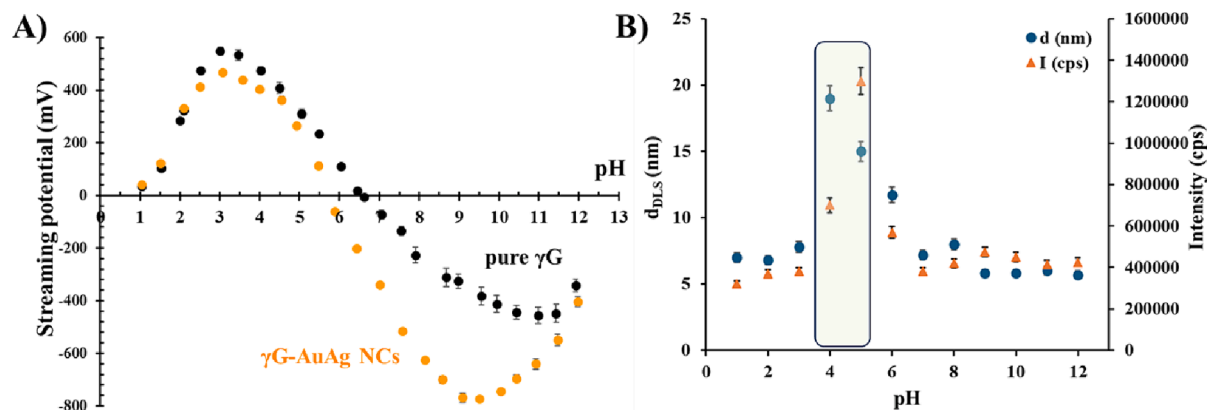 A)
Streaming potential (mV)
600
400
200
0
-200
-400
-600
-800
0 1 2 3 4 5 6 7 8 9 10 11 12 13
pH
pure γG
γG-AuAg NCs
B)
d (nm)
I (cps)
dDLS (nm)
25
20
15
10
5
0
0 2 4 6 8 10 12
pH
1600000
1400000
1200000
1000000
800000
600000
400000
200000
0
Intensity (cps)